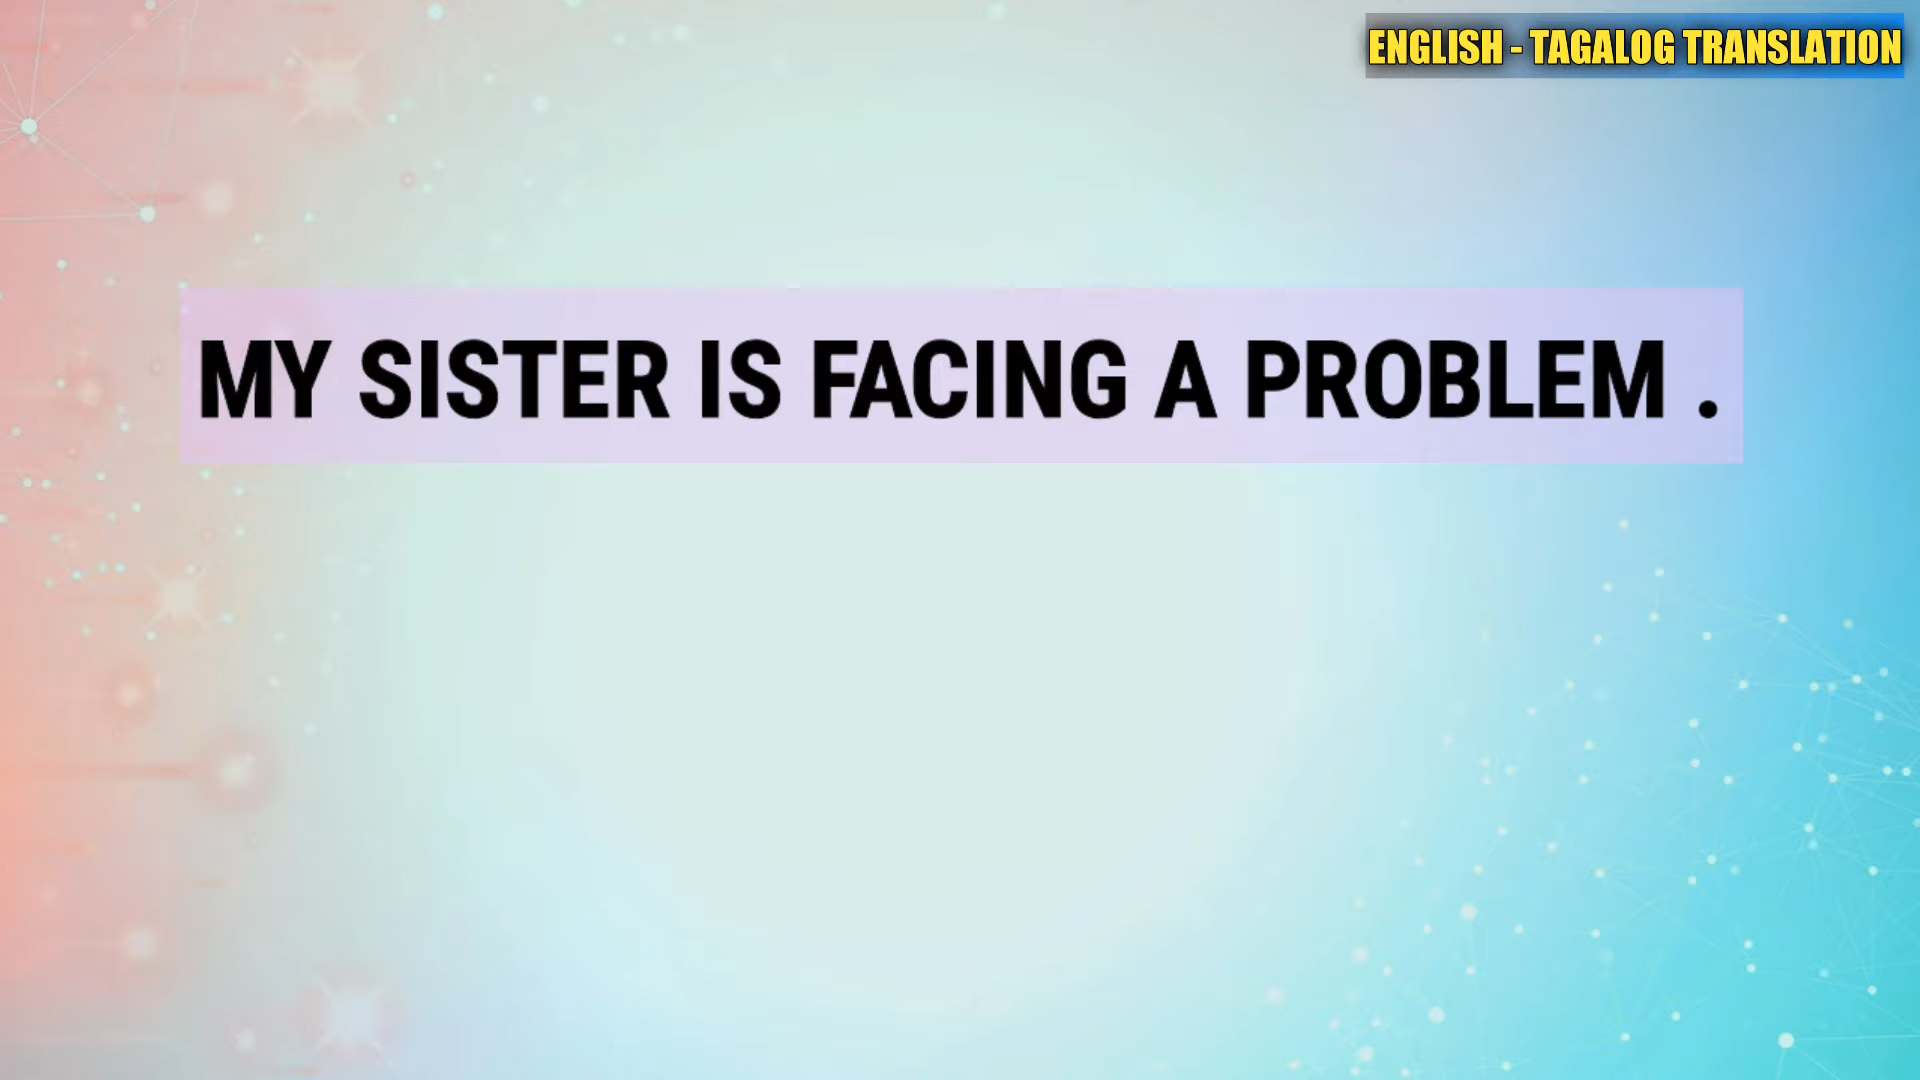 ENGLISH - TAGALOG TRANSLATION
MY SISTER IS FACING A PROBLEM .